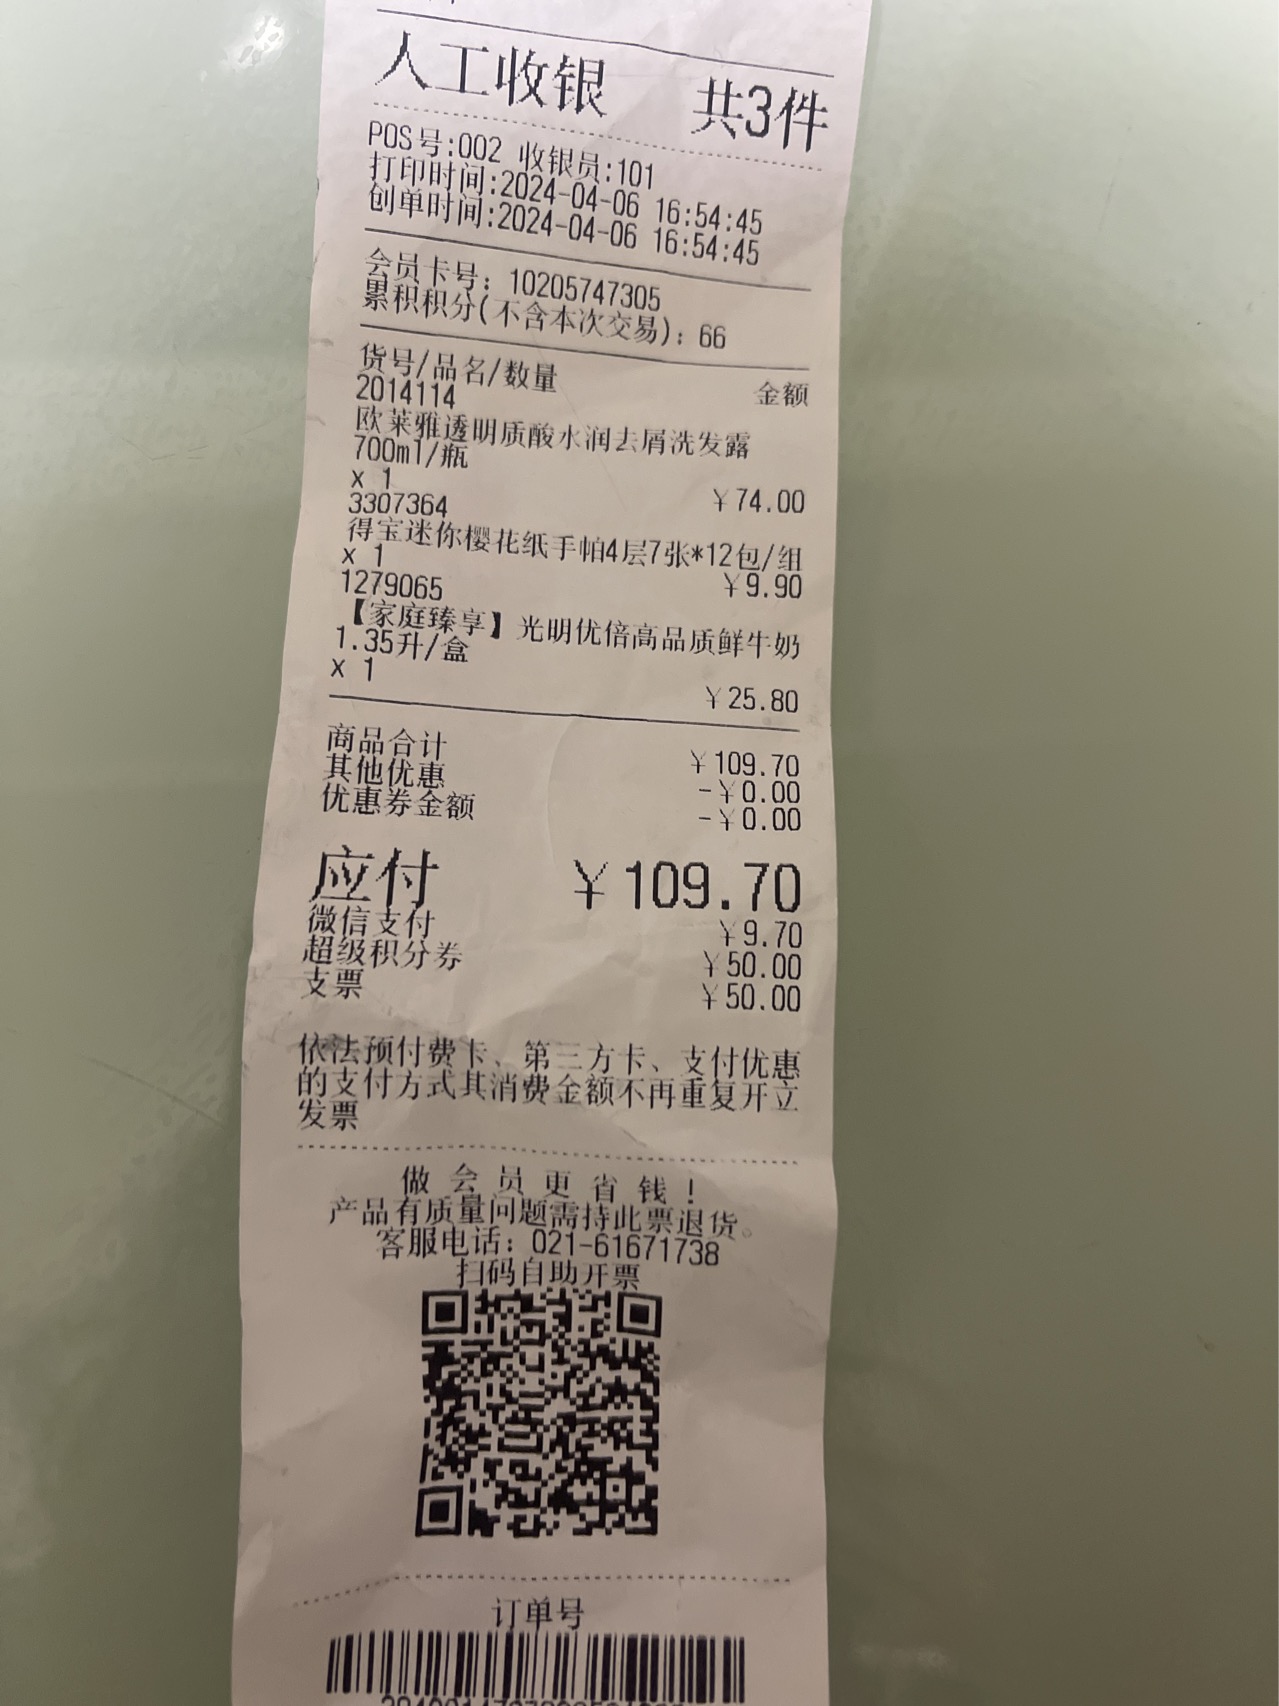 人工收银 共3件
POS号:002 收银员:101
打印时间:2024-04-06 16:54:45
创单时间:2024-04-06 16:54:45
会员卡号：10205747305
累积积分(不含本次交易)：66
货号/品名/数量 金额
2014114
欧莱雅透明质酸水润去屑洗发露
700ml/瓶
x 1 ￥74.00
3307364
得宝迷你樱花纸手帕4层7张*12包/组
x 1 ￥9.90
1279065
【家庭臻享】光明优倍高品质鲜牛奶
1.35升/盒
x 1 ￥25.80
商品合计 ￥109.70
其他优惠 -￥0.00
优惠券金额 -￥0.00
应付 ￥109.70
微信支付 ￥9.70
超级积分券 ￥50.00
支票 ￥50.00
依法预付费卡、第三方卡、支付优惠
的支付方式其消费金额不再重复开立
发票
做会员更省钱！
产品有质量问题需持此票退货。
客服电话：021-61671738
扫码自助开票
订单号